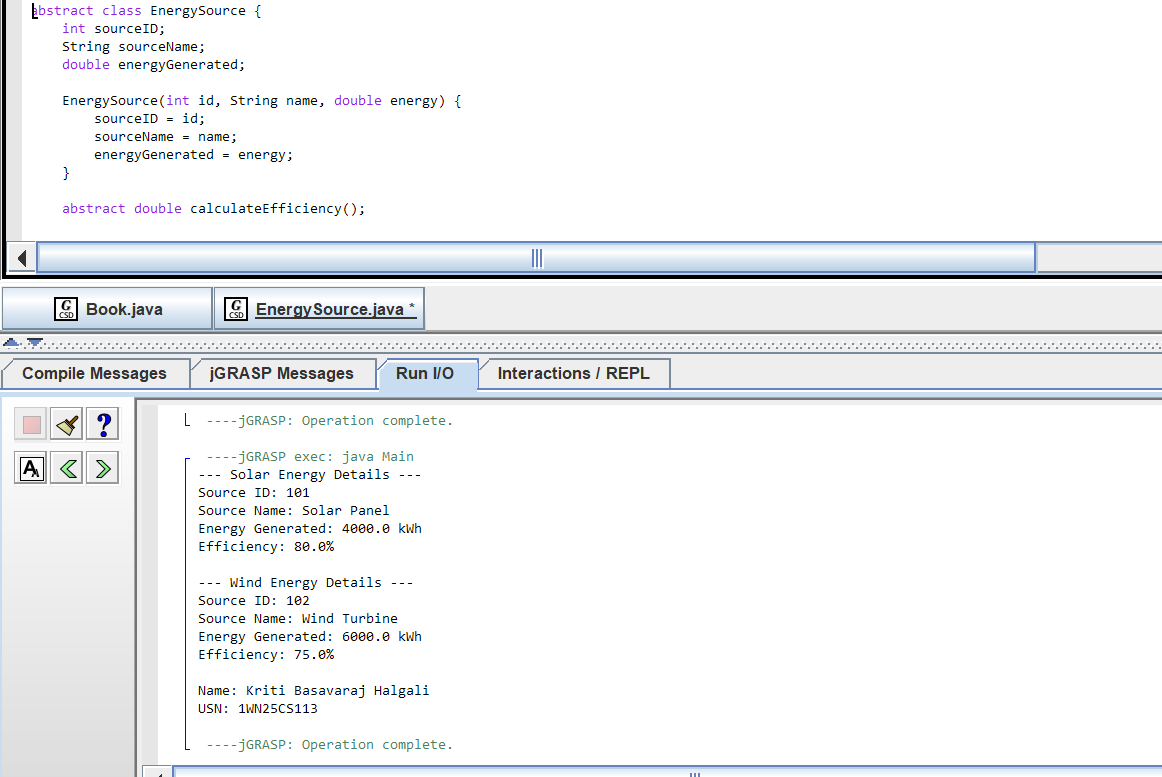 abstract class EnergySource {
    int sourceID;
    String sourceName;
    double energyGenerated;

    EnergySource(int id, String name, double energy) {
        sourceID = id;
        sourceName = name;
        energyGenerated = energy;
    }

    abstract double calculateEfficiency();
G CSD Book.java G CSD EnergySource.java *
Compile Messages jGRASP Messages Run I/O Interactions / REPL
?
A A
----jGRASP: Operation complete.

----jGRASP exec: java Main
--- Solar Energy Details ---
Source ID: 101
Source Name: Solar Panel
Energy Generated: 4000.0 kWh
Efficiency: 80.0%

--- Wind Energy Details ---
Source ID: 102
Source Name: Wind Turbine
Energy Generated: 6000.0 kWh
Efficiency: 75.0%

Name: Kriti Basavaraj Halgali
USN: 1WN25CS113

----jGRASP: Operation complete.